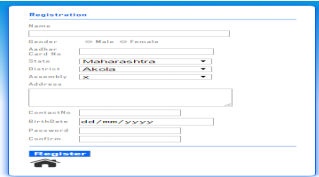 Registration
Name
Gender Male Female
Aadhar
Card No
State Maharashtra
District Akola
Assembly x
Address
ContactNo
BirthDate dd/mm/yyyy
Password
Confirm
Register